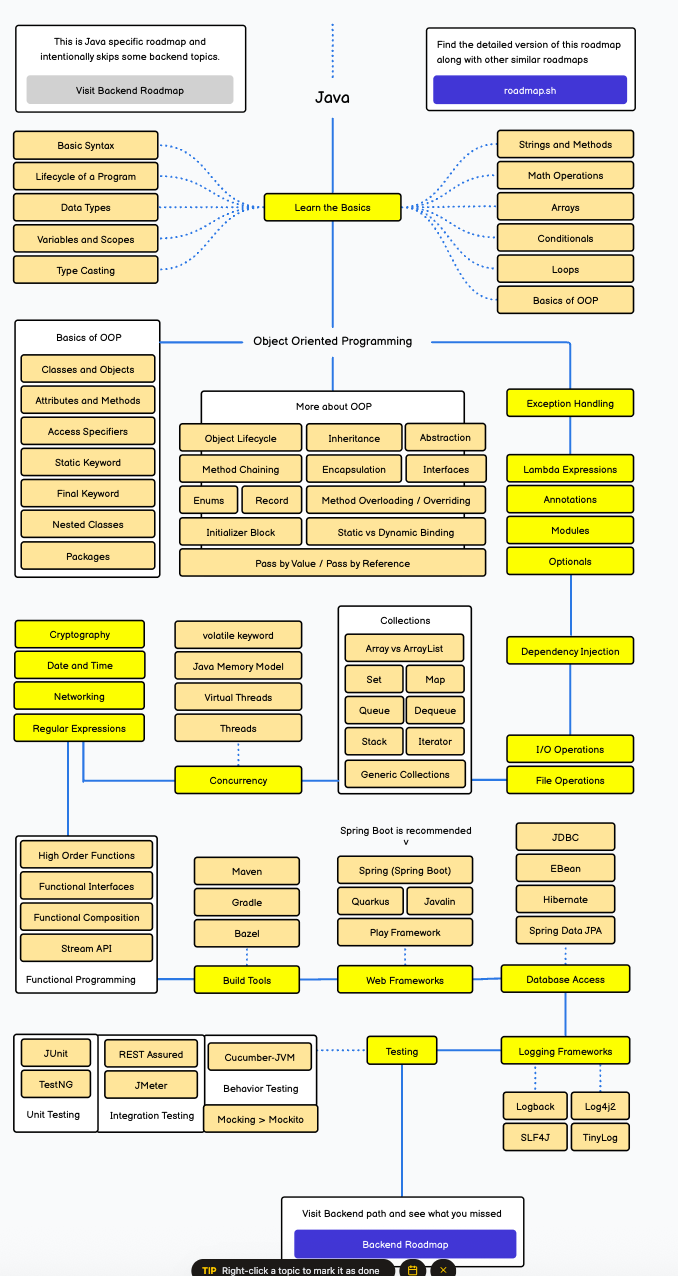 This is Java specific roadmap and
intentionally skips some backend topics.
Visit Backend Roadmap
Java
Find the detailed version of this roadmap
along with other similar roadmaps
roadmap.sh
Basic Syntax
Lifecycle of a Program
Data Types
Variables and Scopes
Type Casting
Learn the Basics
Strings and Methods
Math Operations
Arrays
Conditionals
Loops
Basics of OOP
Basics of OOP
Classes and Objects
Attributes and Methods
Access Specifiers
Static Keyword
Final Keyword
Nested Classes
Packages
Object Oriented Programming
More about OOP
Object Lifecycle
Inheritance
Abstraction
Method Chaining
Encapsulation
Interfaces
Enums
Record
Method Overloading / Overriding
Initializer Block
Static vs Dynamic Binding
Pass by Value / Pass by Reference
Exception Handling
Lambda Expressions
Annotations
Modules
Optionals
Dependency Injection
I/O Operations
File Operations
Collections
Array vs ArrayList
Set
Map
Queue
Dequeue
Stack
Iterator
Generic Collections
volatile keyword
Java Memory Model
Virtual Threads
Threads
Concurrency
Cryptography
Date and Time
Networking
Regular Expressions
High Order Functions
Functional Interfaces
Functional Composition
Stream API
Functional Programming
Maven
Gradle
Bazel
Build Tools
Spring Boot is recommended
v
Spring (Spring Boot)
Quarkus
Javalin
Play Framework
Web Frameworks
JDBC
EBean
Hibernate
Spring Data JPA
Database Access
Logging Frameworks
Logback
Log4j2
SLF4J
TinyLog
Testing
JUnit
TestNG
Unit Testing
REST Assured
JMeter
Integration Testing
Cucumber-JVM
Behavior Testing
Mocking > Mockito
Visit Backend path and see what you missed
Backend Roadmap
TIP Right-click a topic to mark it as done